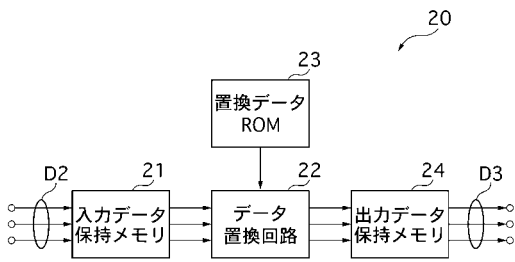 20
23
置換データ
ROM
D2
21
22
24
D3
入力データ
保持メモリ
データ
置換回路
出力データ
保持メモリ